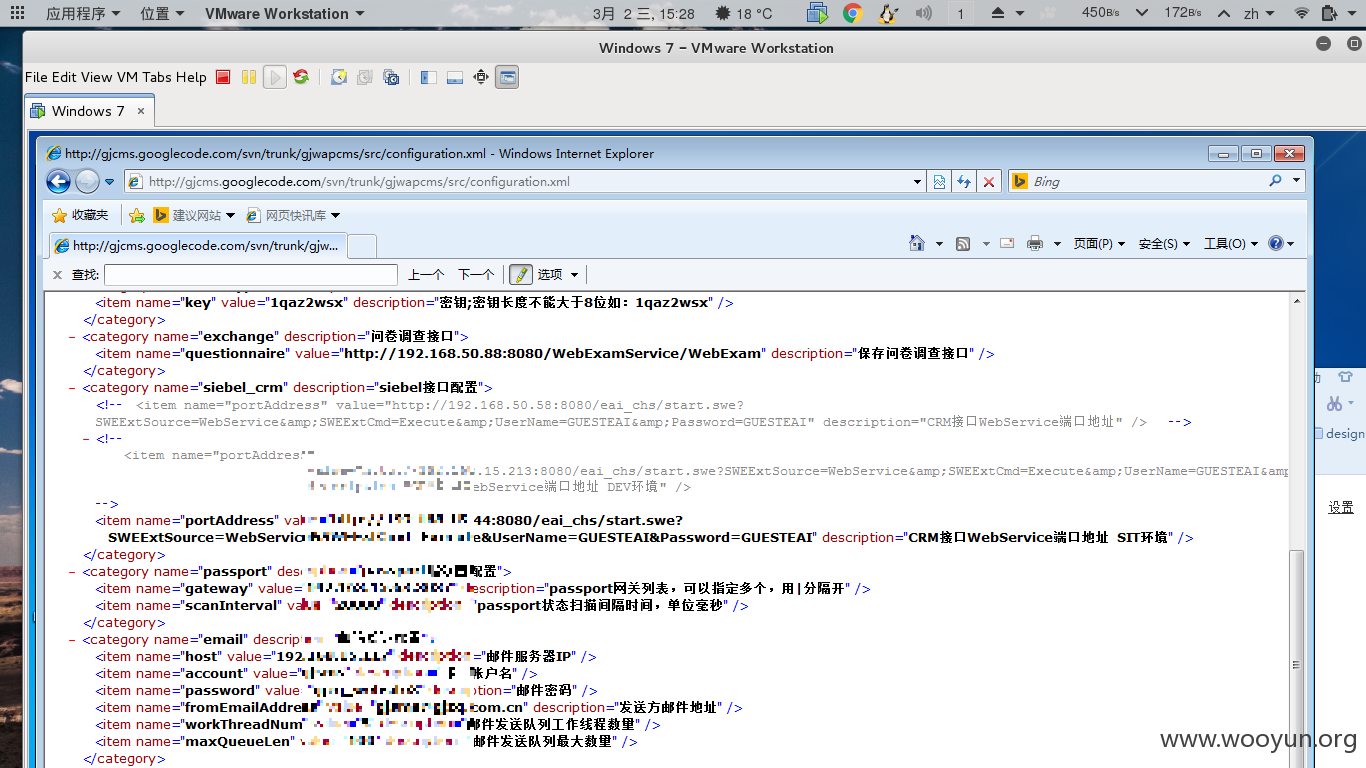 应用程序 位置 VMware Workstation 3月 2 三, 15:28 18 °C 1 450B/s 172B/s zh
Windows 7 - VMware Workstation
File Edit View VM Tabs Help
Windows 7 ×
http://gjcms.googlecode.com/svn/trunk/gjwapcms/src/configuration.xml - Windows Internet Explorer
http://gjcms.googlecode.com/svn/trunk/gjwapcms/src/configuration.xml Bing
收藏夹 建议网站 网页快讯库
http://gjcms.googlecode.com/svn/trunk/gjw... 页面(P) 安全(S) 工具(O)
x 查找: 上一个 下一个 选项
<item name="key" value="1qaz2wsx" description="密钥;密钥长度不能大于8位如：1qaz2wsx" />
</category>
- <category name="exchange" description="问卷调查接口">
<item name="questionnaire" value="http://192.168.50.88:8080/WebExamService/WebExam" description="保存问卷调查接口" />
</category>
- <category name="siebel_crm" description="siebel接口配置">
<!-- <item name="portAddress" value="http://192.168.50.58:8080/eai_chs/start.swe?
SWEExtSource=WebService&amp;SWEExtCmd=Execute&amp;UserName=GUESTEAI&amp;Password=GUESTEAI" description="CRM接口WebService端口地址" /> -->
- <!--
<item name="portAddres
.15.213:8080/eai_chs/start.swe?SWEExtSource=WebService&amp;SWEExtCmd=Execute&amp;UserName=GUESTEAI&amp
ebService端口地址 DEV环境" />
-->
<item name="portAddress" va 44:8080/eai_chs/start.swe?
SWEExtSource=WebServic e&UserName=GUESTEAI&Password=GUESTEAI" description="CRM接口WebService端口地址 SIT环境" />
</category>
- <category name="passport" des 配置">
<item name="gateway" value= description="passport网关列表，可以指定多个，用|分隔开" />
<item name="scanInterval" va "passport状态扫描间隔时间，单位毫秒" />
</category>
- <category name="email" descrip
<item name="host" value="192 ="邮件服务器IP" />
<item name="account" value=" 帐户名" />
<item name="password" value ption="邮件密码" />
<item name="fromEmailAddre .com.cn" description="发送方邮件地址" />
<item name="workThreadNum 邮件发送队列工作线程数量" />
<item name="maxQueueLen" 邮件发送队列最大数量" />
</category>
design
设置
www.wooyun.org